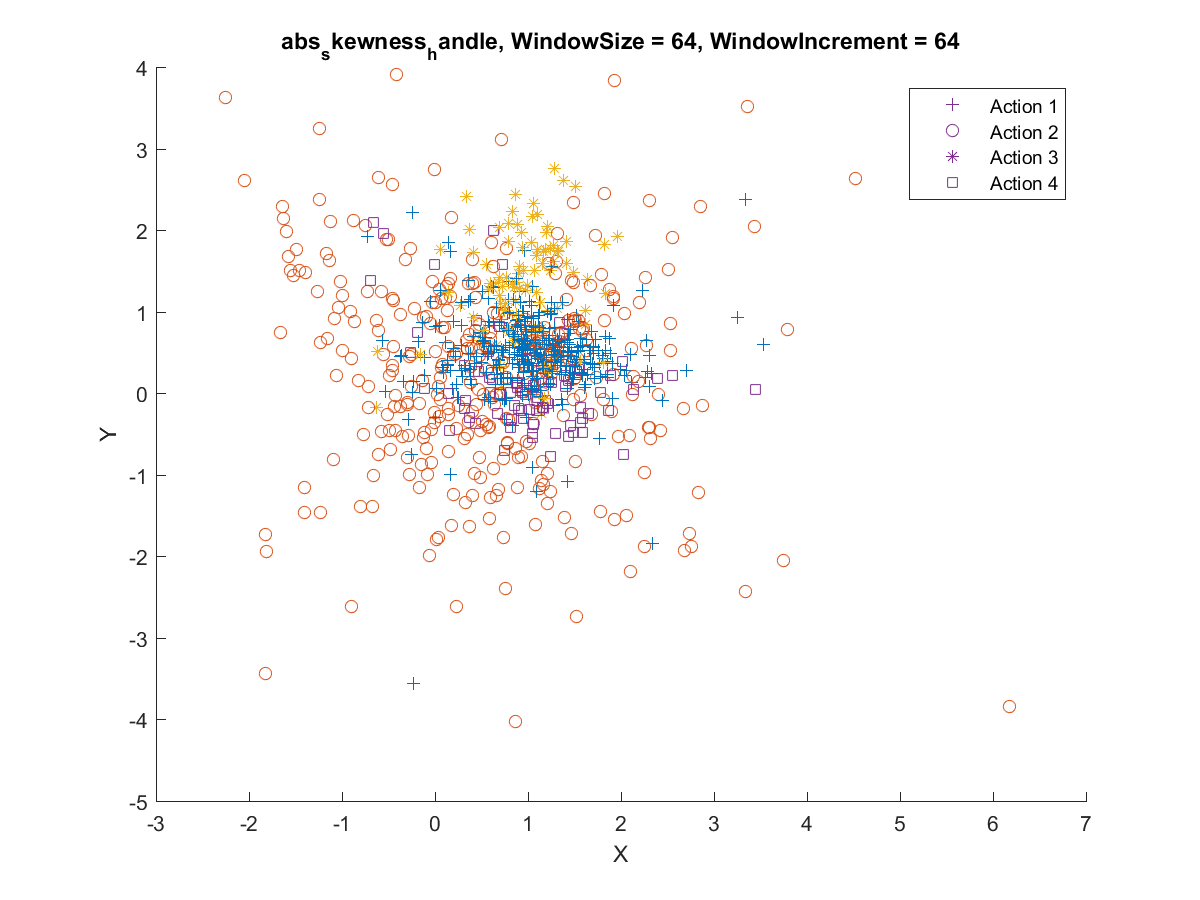 abs_skewness_handle, WindowSize = 64, WindowIncrement = 64
4
3
2
1
0
-1
-2
-3
-4
-5
Y
Action 1
Action 2
Action 3
Action 4
-3 -2 -1 0 1 2 3 4 5 6 7
X